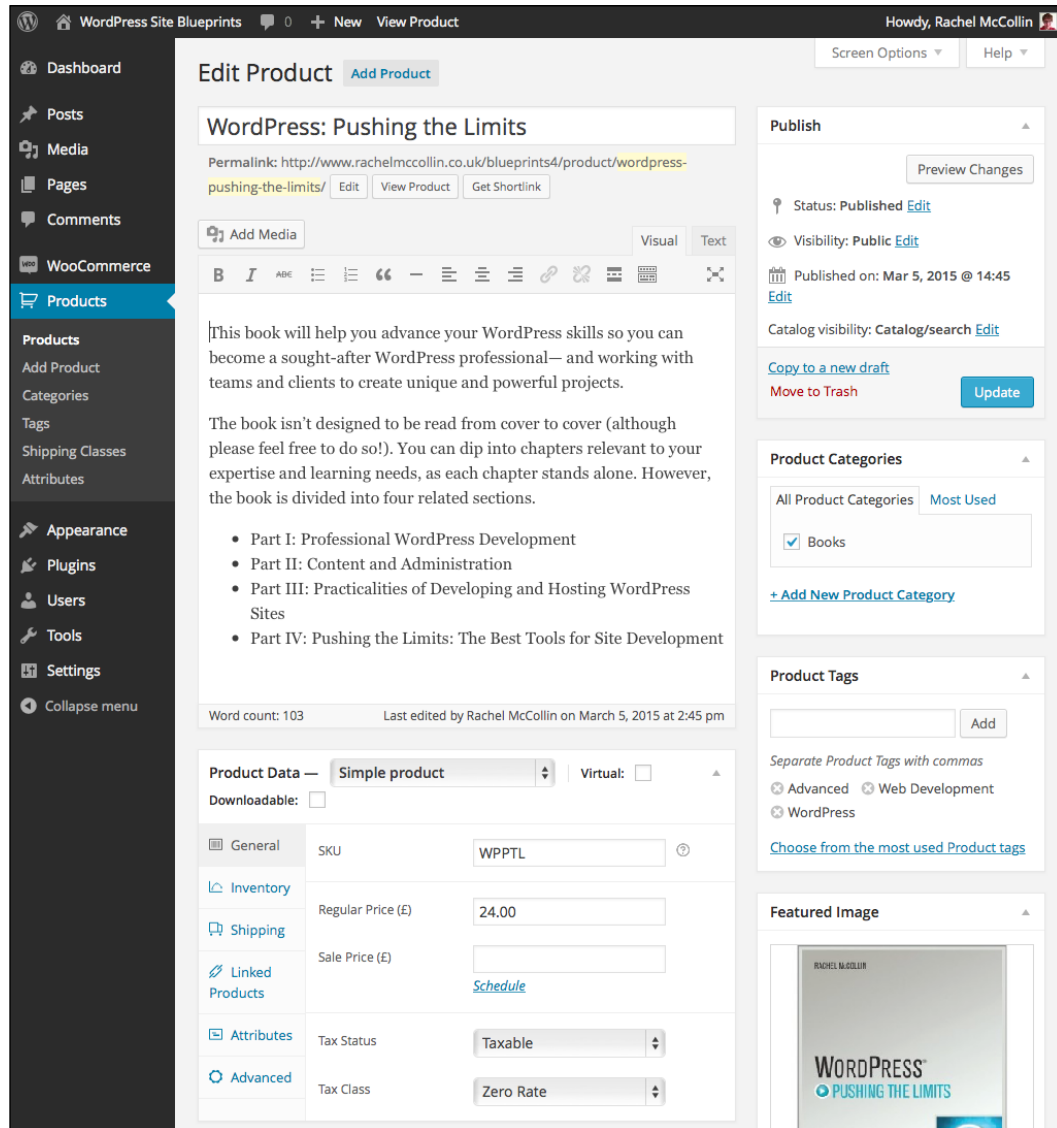 WordPress Site Blueprints 0 + New View Product
Howdy, Rachel McCollin
Screen Options Help
Dashboard
Posts
Media
Pages
Comments
WooCommerce
Products
Products
Add Product
Categories
Tags
Shipping Classes
Attributes
Appearance
Plugins
Users
Tools
Settings
Collapse menu
Edit Product Add Product
WordPress: Pushing the Limits
Permalink: http://www.rachelmccollin.co.uk/blueprints4/product/wordpress-
pushing-the-limits/ Edit View Product Get Shortlink
Add Media
Visual Text
B I ABC
This book will help you advance your WordPress skills so you can
become a sought-after WordPress professional— and working with
teams and clients to create unique and powerful projects.
The book isn’t designed to be read from cover to cover (although
please feel free to do so!). You can dip into chapters relevant to your
expertise and learning needs, as each chapter stands alone. However,
the book is divided into four related sections.
• Part I: Professional WordPress Development
• Part II: Content and Administration
• Part III: Practicalities of Developing and Hosting WordPress
Sites
• Part IV: Pushing the Limits: The Best Tools for Site Development
Word count: 103 Last edited by Rachel McCollin on March 5, 2015 at 2:45 pm
Product Data — Simple product Virtual:
Downloadable:
General
Inventory
Shipping
Linked
Products
Attributes
Advanced
SKU WPPTL
Regular Price (£) 24.00
Sale Price (£)
Schedule
Tax Status Taxable
Tax Class Zero Rate
Publish
Preview Changes
Status: Published Edit
Visibility: Public Edit
Published on: Mar 5, 2015 @ 14:45
Edit
Catalog visibility: Catalog/search Edit
Copy to a new draft
Move to Trash Update
Product Categories
All Product Categories Most Used
Books
+ Add New Product Category
Product Tags
Add
Separate Product Tags with commas
Advanced Web Development
WordPress
Choose from the most used Product tags
Featured Image
RACHEL McCOLLIN
WORDPRESS
PUSHING THE LIMITS